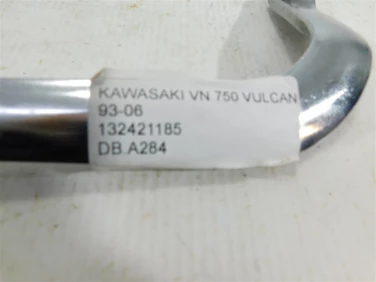 KAWASAKI VN 750 VULCAN
93-06
132421185
DB.A284